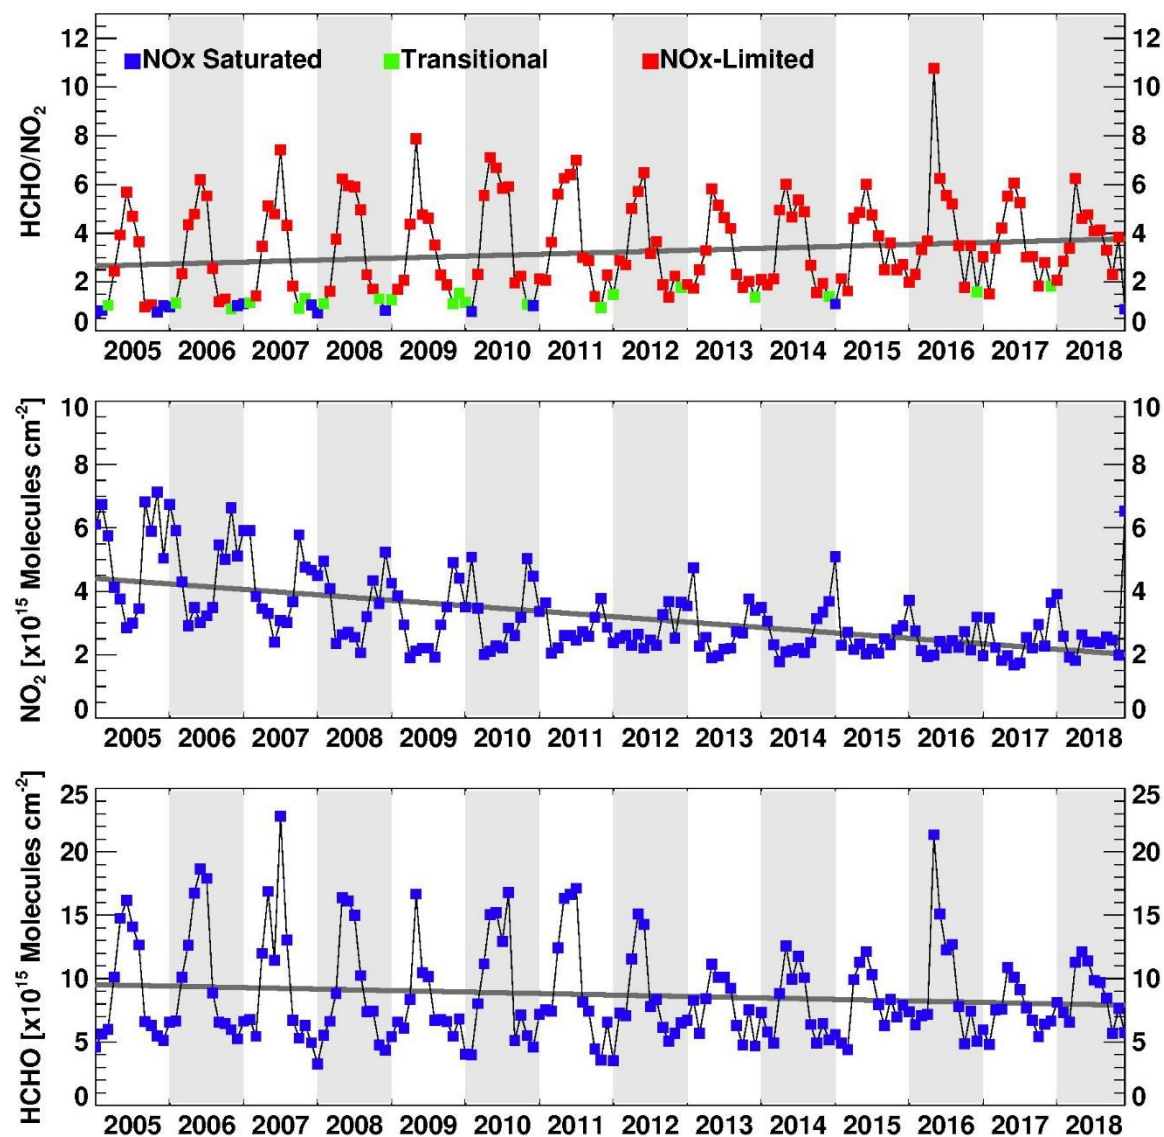 12 12
NOx Saturated Transitional NOx-Limited
10 10
8 8
6 6
4 4
2 2
0 0
HCHO/NO₂
2005 2006 2007 2008 2009 2010 2011 2012 2013 2014 2015 2016 2017 2018
10 10
8 8
6 6
4 4
2 2
0 0
NO₂ [x10¹⁵ Molecules cm⁻²]
2005 2006 2007 2008 2009 2010 2011 2012 2013 2014 2015 2016 2017 2018
25 25
20 20
15 15
10 10
5 5
0 0
HCHO [x10¹⁵ Molecules cm⁻²]
2005 2006 2007 2008 2009 2010 2011 2012 2013 2014 2015 2016 2017 2018